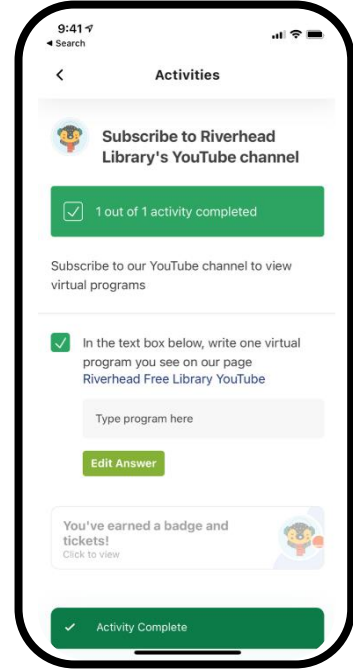 9:41
◀ Search
Activities
Subscribe to Riverhead
Library's YouTube channel
1 out of 1 activity completed
Subscribe to our YouTube channel to view
virtual programs
In the text box below, write one virtual
program you see on our page
Riverhead Free Library YouTube
Type program here
Edit Answer
You've earned a badge and
tickets!
Click to view
Activity Complete